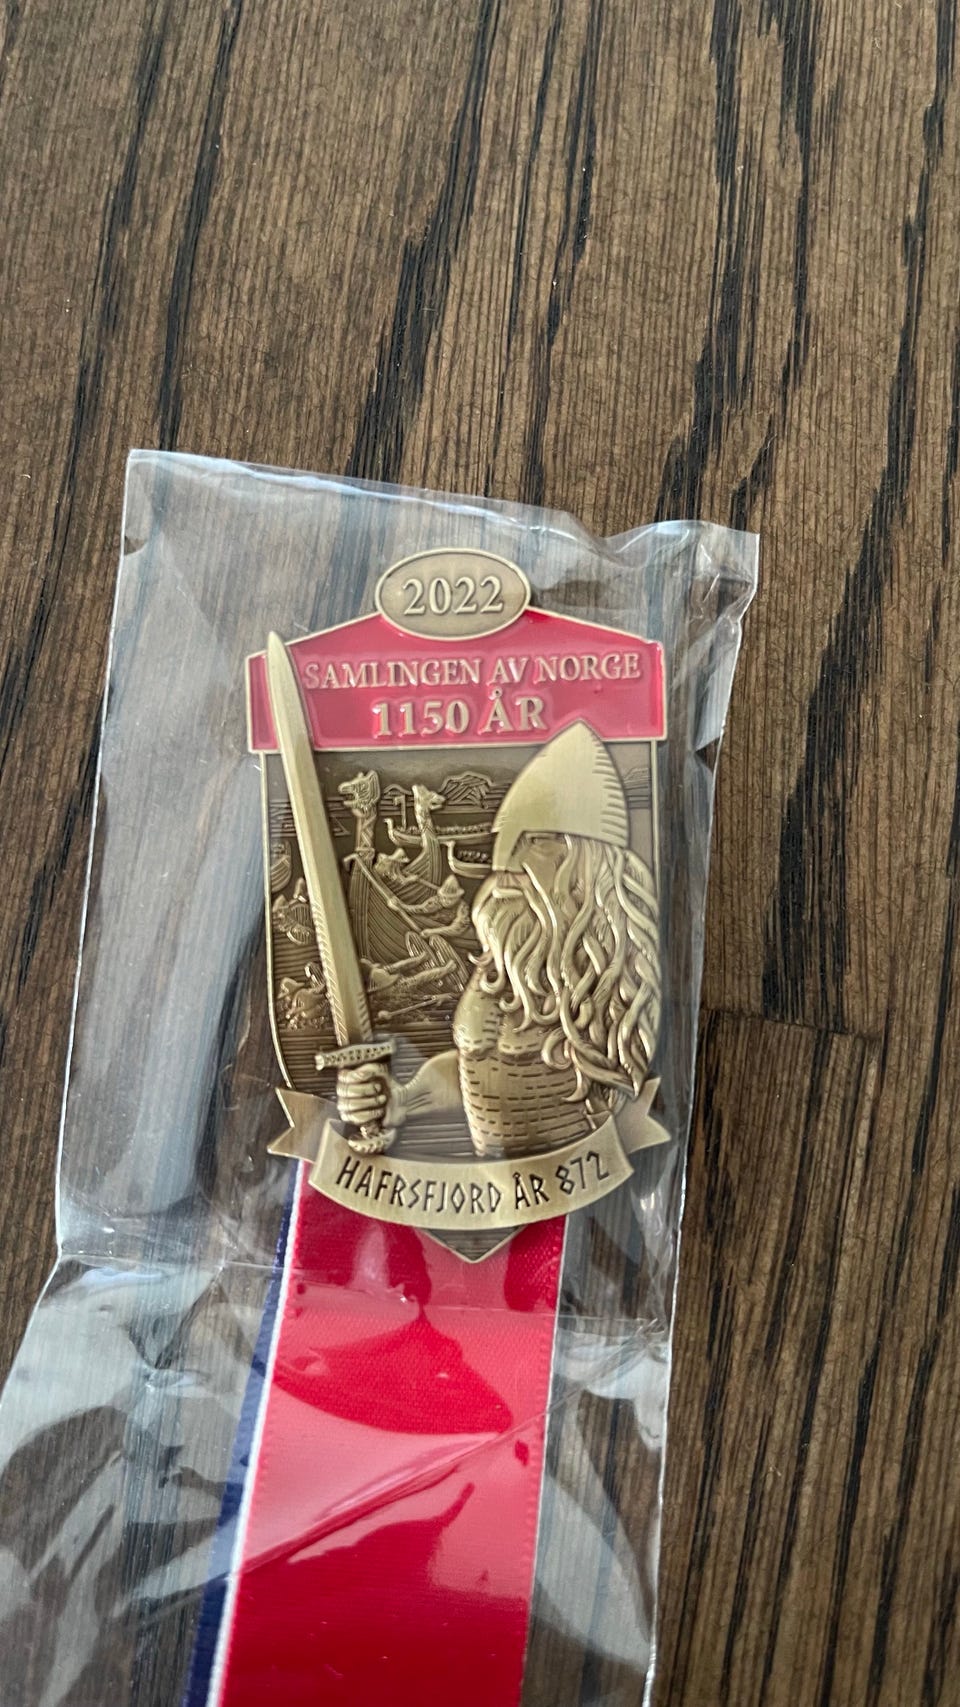 2022
SAMLINGEN AV NORGE
1150 ÅR
HAFRSFJORD ÅR 872